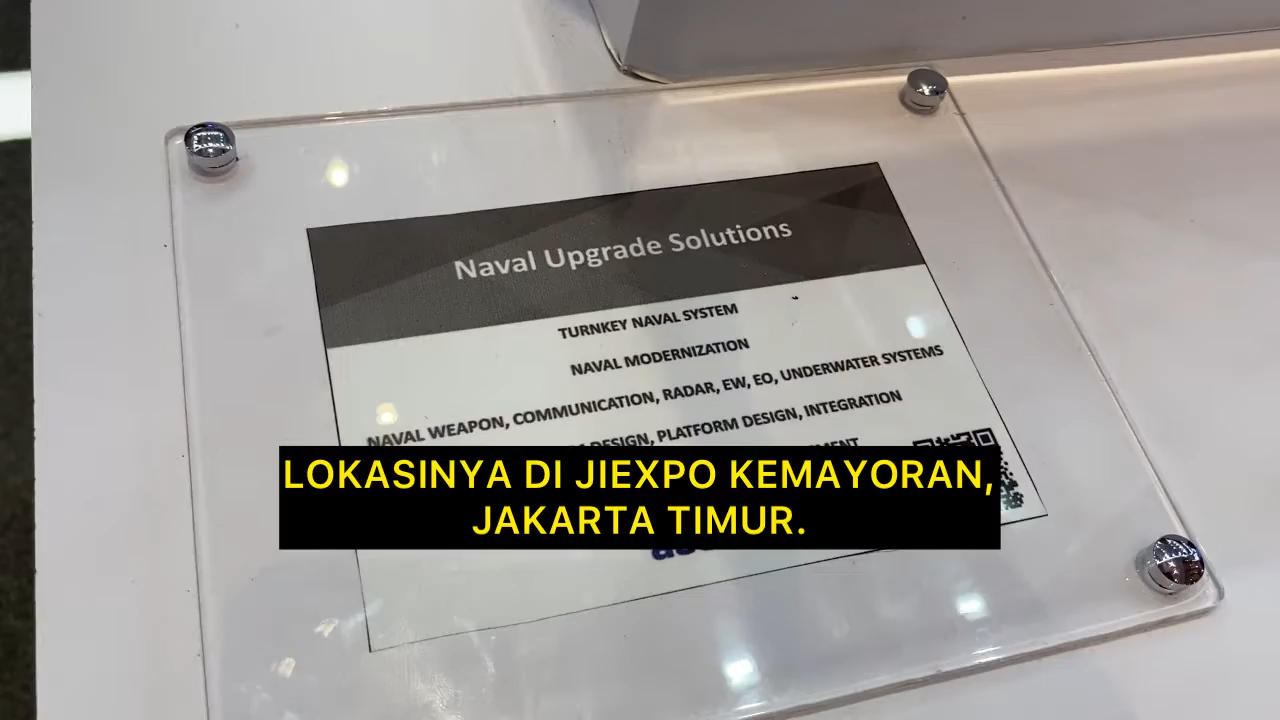 Naval Upgrade Solutions
TURNKEY NAVAL SYSTEM
NAVAL MODERNIZATION
NAVAL WEAPON, COMMUNICATION, RADAR, EW, EO, UNDERWATER SYSTEMS
DESIGN, PLATFORM DESIGN, INTEGRATION
LOKASINYA DI JIEXPO KEMAYORAN,
JAKARTA TIMUR.